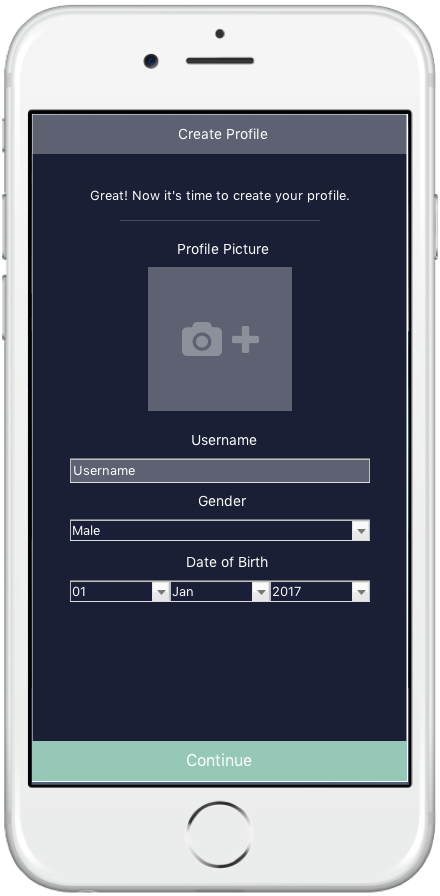 Create Profile
Great! Now it's time to create your profile.
Profile Picture
Username
Username
Gender
Male
Date of Birth
01 Jan 2017
Continue